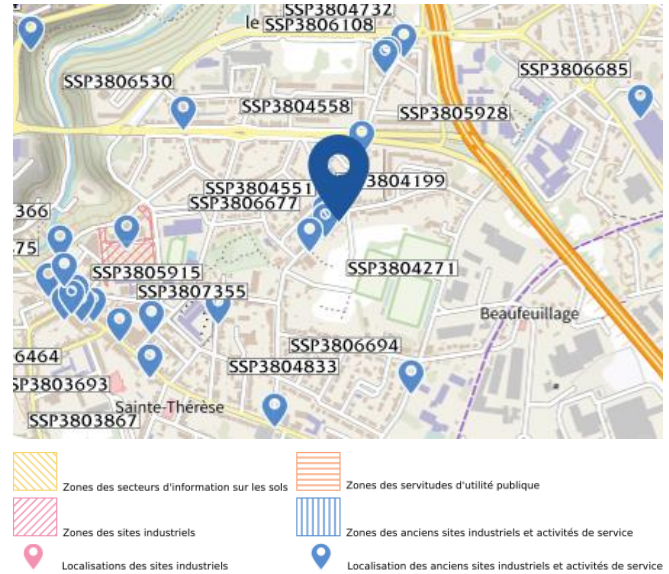 SSP3804732
le
SSP3806108
SSP3806685
SSP3806530
SSP3804558
SSP3805928
SSP3804551
3804199
SSP3806677
366
475
SSP3805915
SSP3804271
SSP3807355
Beaufeuillage
SSP3806694
6464
SSP3804833
SSP3803693
Sainte-Thérèse
SSP3803867
Zones des secteurs d'information sur les sols
Zones des servitudes d'utilité publique
Zones des sites industriels
Zones des anciens sites industriels et activités de service
Localisations des sites industriels
Localisation des anciens sites industriels et activités de service